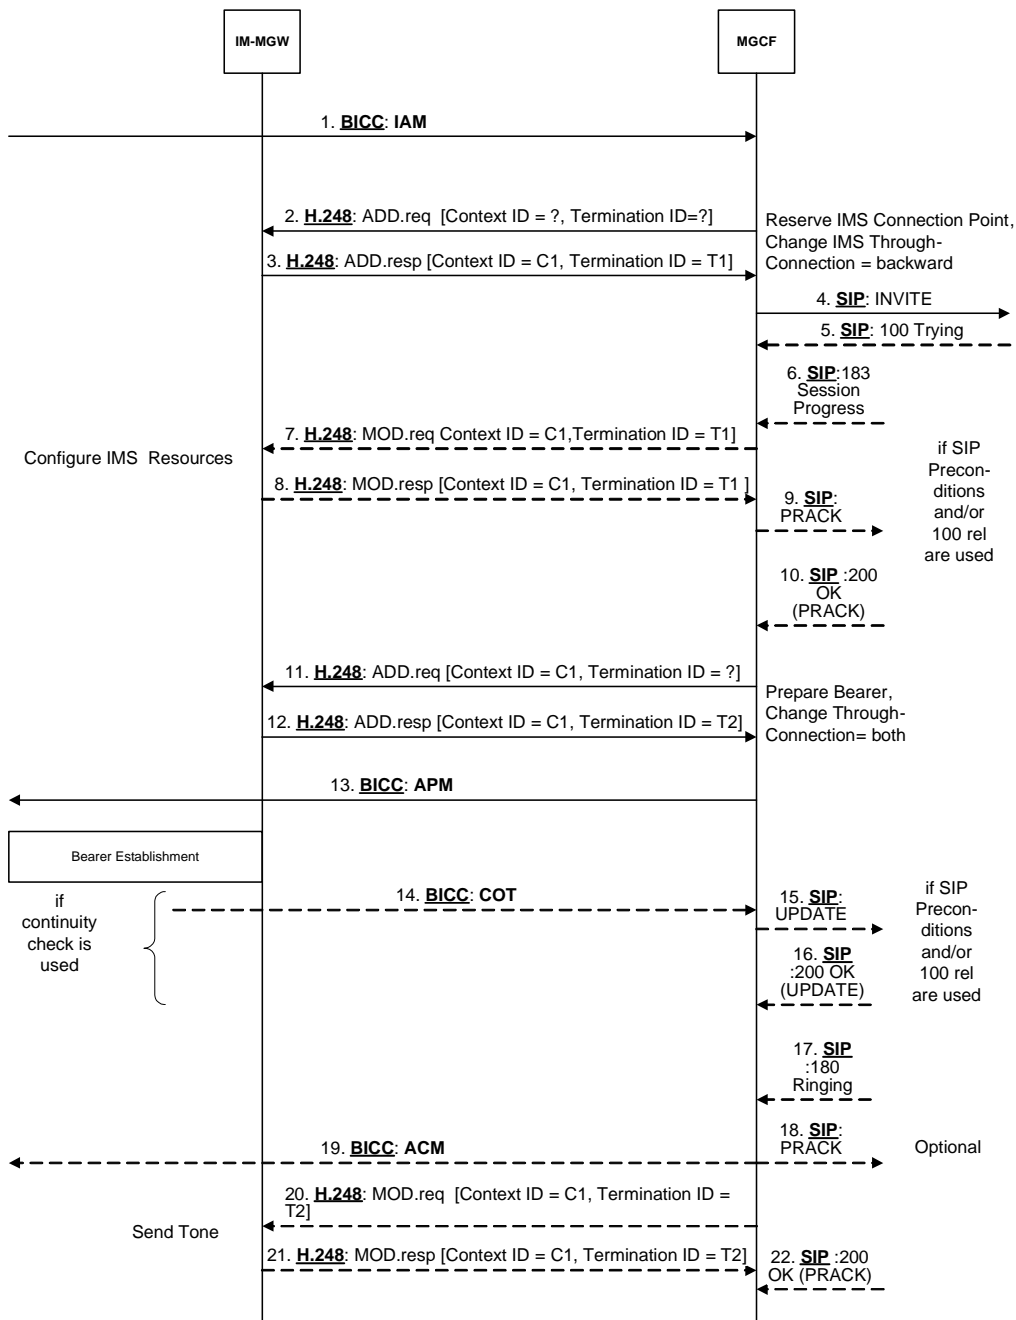 IM-MGW
MGCF
1. BICC: IAM
2. H.248: ADD.req [Context ID = ?, Termination ID=?]
Reserve IMS Connection Point,
Change IMS Through-
Connection = backward
3. H.248: ADD.resp [Context ID = C1, Termination ID = T1]
4. SIP: INVITE
5. SIP: 100 Trying
6. SIP:183
Session
Progress
7. H.248: MOD.req Context ID = C1,Termination ID = T1]
Configure IMS Resources
8. H.248: MOD.resp [Context ID = C1, Termination ID = T1 ]
9. SIP:
PRACK
if SIP
Precon-
ditions
and/or
100 rel
are used
10. SIP :200
OK
(PRACK)
11. H.248: ADD.req [Context ID = C1, Termination ID = ?]
Prepare Bearer,
Change Through-
Connection= both
12. H.248: ADD.resp [Context ID = C1, Termination ID = T2]
13. BICC: APM
Bearer Establishment
if
continuity
check is
used
14. BICC: COT
15. SIP:
UPDATE
16. SIP
:200 OK
(UPDATE)
if SIP
Precon-
ditions
and/or
100 rel
are used
17. SIP
:180
Ringing
18. SIP:
PRACK
Optional
19. BICC: ACM
20. H.248: MOD.req [Context ID = C1, Termination ID =
T2]
Send Tone
21. H.248: MOD.resp [Context ID = C1, Termination ID = T2]
22. SIP :200
OK (PRACK)